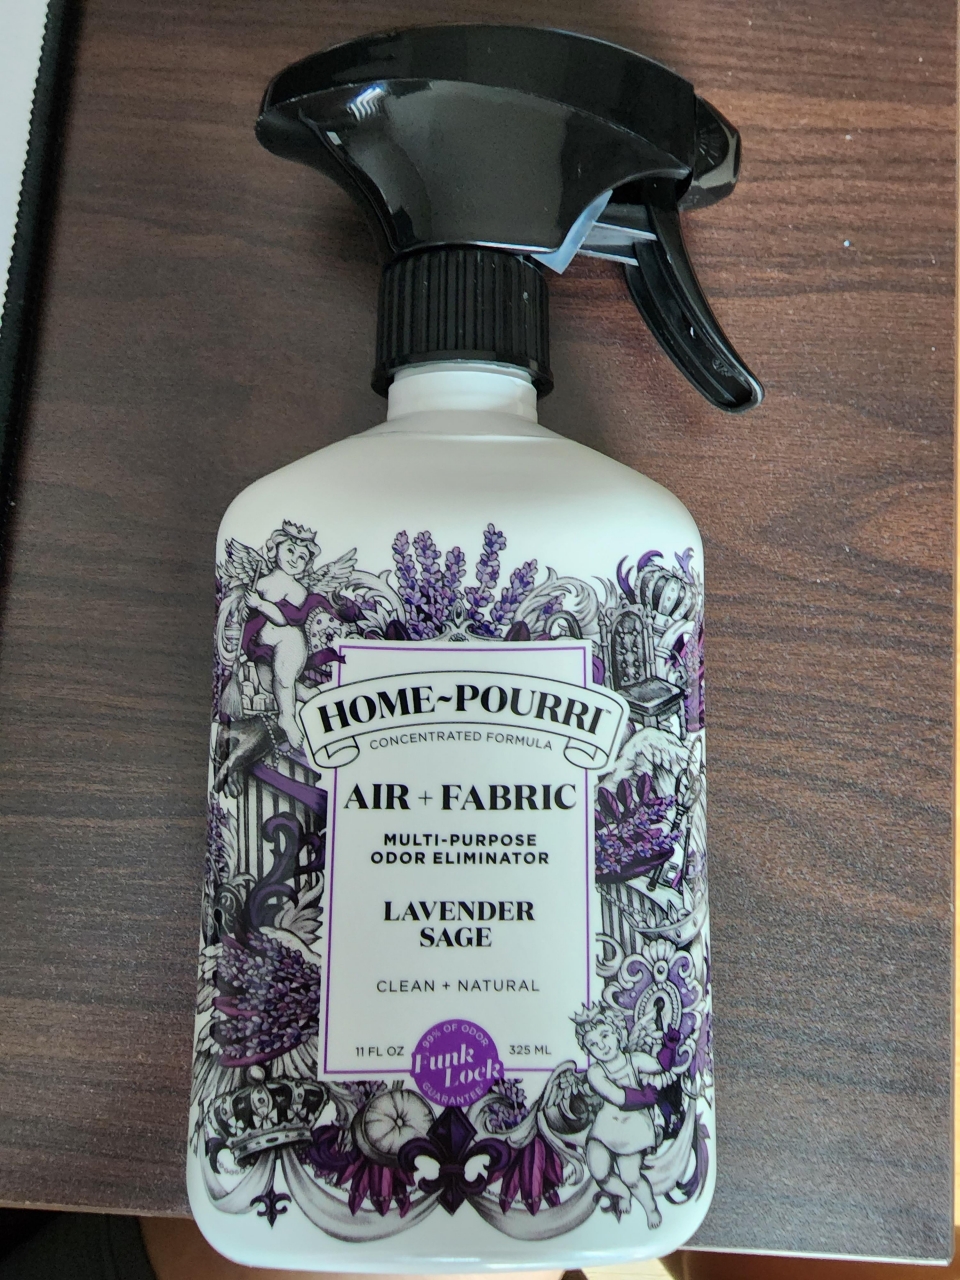 HOME~POURRI™
CONCENTRATED FORMULA
AIR + FABRIC
MULTI-PURPOSE
ODOR ELIMINATOR
LAVENDER
SAGE
CLEAN + NATURAL
11 FL OZ
99% OF ODOR
Funk
Lock
GUARANTEE*
325 ML